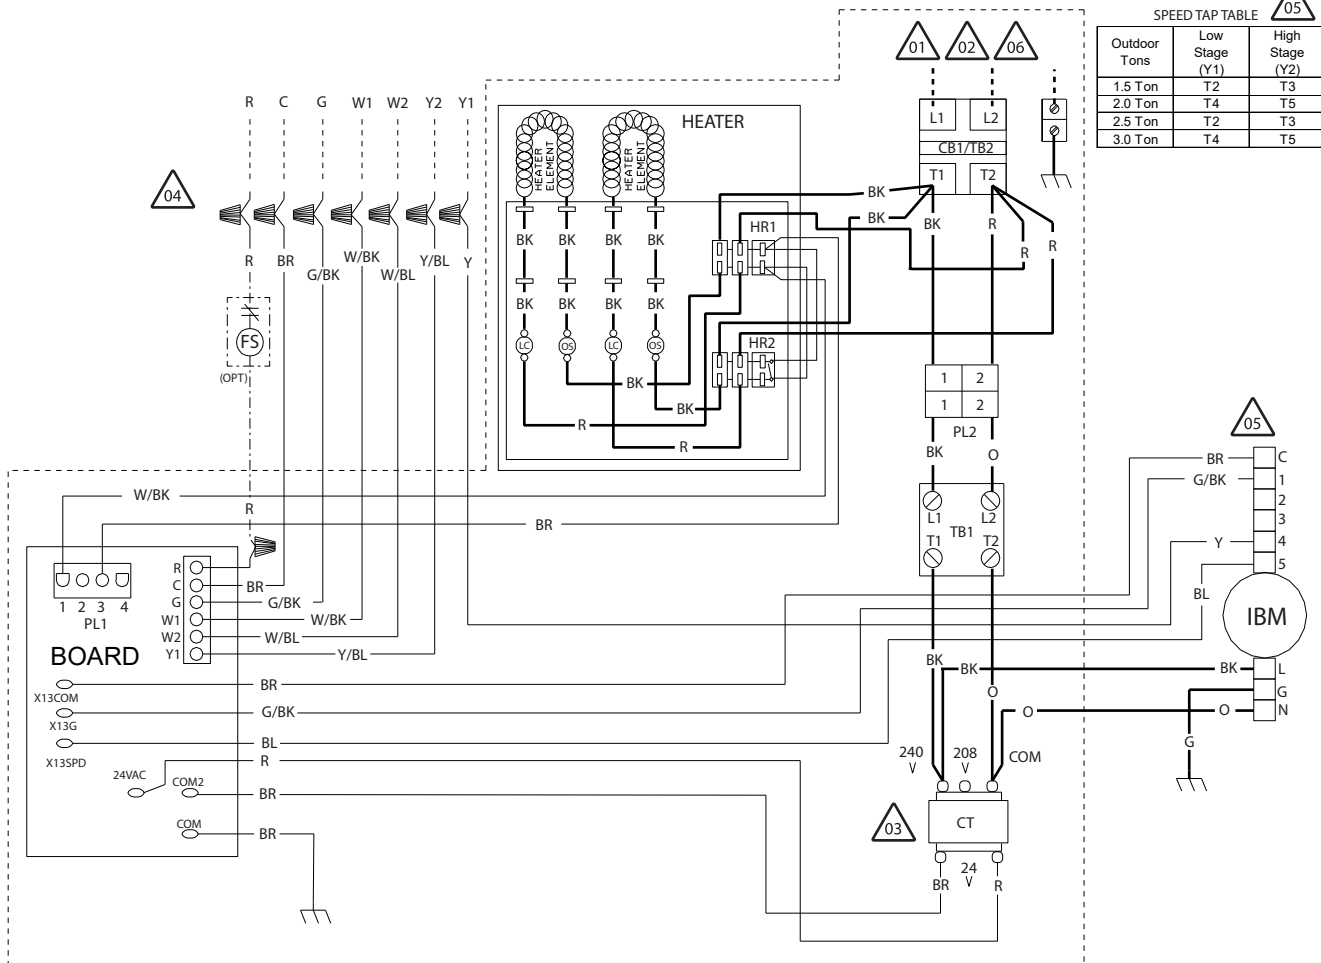 SPEED TAP TABLE
05
Outdoor Tons
Low Stage (Y1)
High Stage (Y2)
1.5 Ton T2 T3
2.0 Ton T4 T5
2.5 Ton T2 T3
3.0 Ton T4 T5
01 02 06
R C G W1 W2 Y2 Y1
04
HEATER
HEATER ELEMENT
HEATER ELEMENT
L1 L2
CB1/TB2
T1 T2
BK
BK
BK
R
R
R
HR1
BK BK BK BK
BK BK BK BK
LC OS LC OS
HR2
BK
BK
R
R
R BR G/BK W/BK W/BL Y/BL Y
FS
(OPT)
R
1 2
1 2
PL2
BK O
L1 L2
TB1
T1 T2
05
BR C
G/BK 1
2
3
Y 4
5
BL
IBM
W/BK
BR
1 2 3 4
PL1
BOARD
R
C BR
G G/BK
W1 W/BK
W2 W/BL
Y1 Y/BL
X13COM BR
X13G G/BK
X13SPD BL
24VAC R
COM2 BR
COM BR
BK
BK
BK L
G
O
O
O N
G
240 V
208 V
COM
03
CT
24 V
BR R